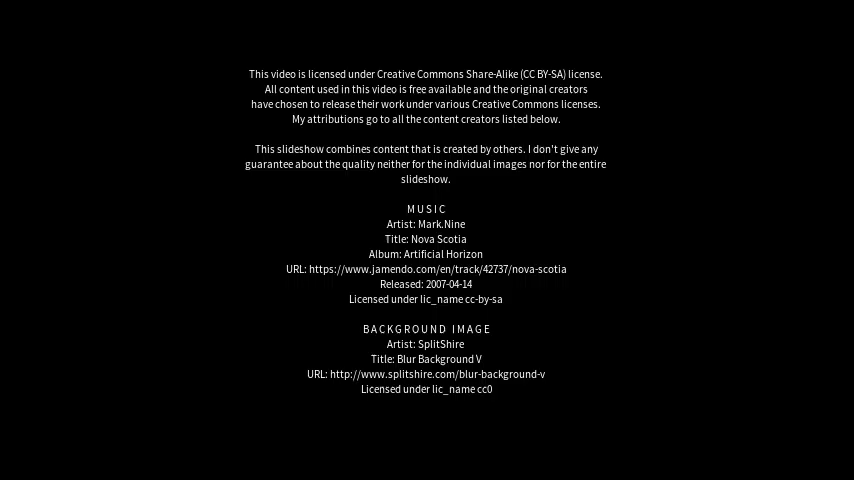 This video is licensed under Creative Commons Share-Alike (CC BY-SA) license.
All content used in this video is free available and the original creators
have chosen to release their work under various Creative Commons licenses.
My attributions go to all the content creators listed below.
This slideshow combines content that is created by others. I don't give any
guarantee about the quality neither for the individual images nor for the entire
slideshow.
MUSIC
Artist: Mark.Nine
Title: Nova Scotia
Album: Artificial Horizon
URL: https://www.jamendo.com/en/track/42737/nova-scotia
Released: 2007-04-14
Licensed under lic_name cc-by-sa
BACKGROUND IMAGE
Artist: SplitShire
Title: Blur Background V
URL: http://www.splitshire.com/blur-background-v
Licensed under lic_name cc0